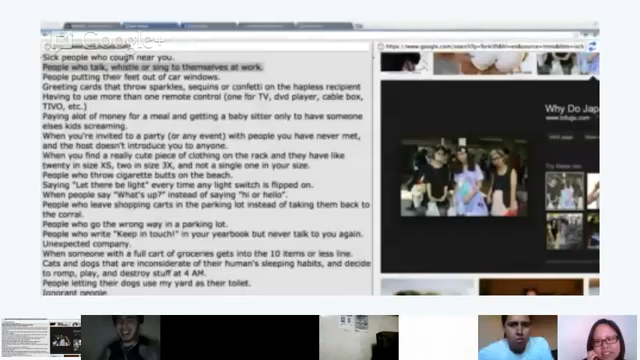 Google+
https://www.google.com/search?q=
Sick people who cough near you.
People who talk, whistle or sing to themselves at work.
People putting their feet out of car windows.
Greeting cards that throw sparkles, sequins or confetti on the hapless recipient
Having to use more than one remote control (one for TV, dvd player, cable box,
TIVO, etc.)
Paying alot of money for a meal and getting a baby sitter only to have someone
elses kids screaming.
When you're invited to a party (or any event) with people you have never met,
and the host doesn't introduce you to anyone.
When you find a really cute piece of clothing on the rack and they have like
twenty in size XS, two in size 3X, and not a single one in your size.
People who throw cigarette butts on the beach.
Saying "Let there be light" every time any light switch is flipped on.
When people say "What's up?" instead of saying "hi or hello".
People who leave shopping carts in the parking lot instead of taking them back to
the corral.
People who go the wrong way in a parking lot.
People who write "Keep in touch!" in your yearbook but never talk to you again.
Unexpected company.
When someone with a full cart of groceries gets into the 10 items or less line.
Cats and dogs that are inconsiderate of their human's sleeping habits, and decide
to romp, play, and destroy stuff at 4 AM.
People letting their dogs use my yard as their toilet.
Ignorant people.
Why Do Japa
www.tofugu.com